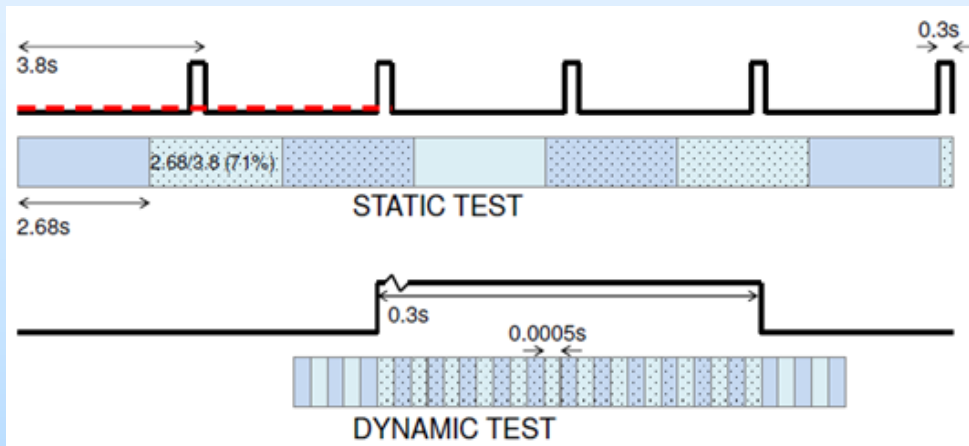 0.3s
3.8s
2.68/3.8 (71%)
STATIC TEST
2.68s
0.3s
0.0005s
DYNAMIC TEST